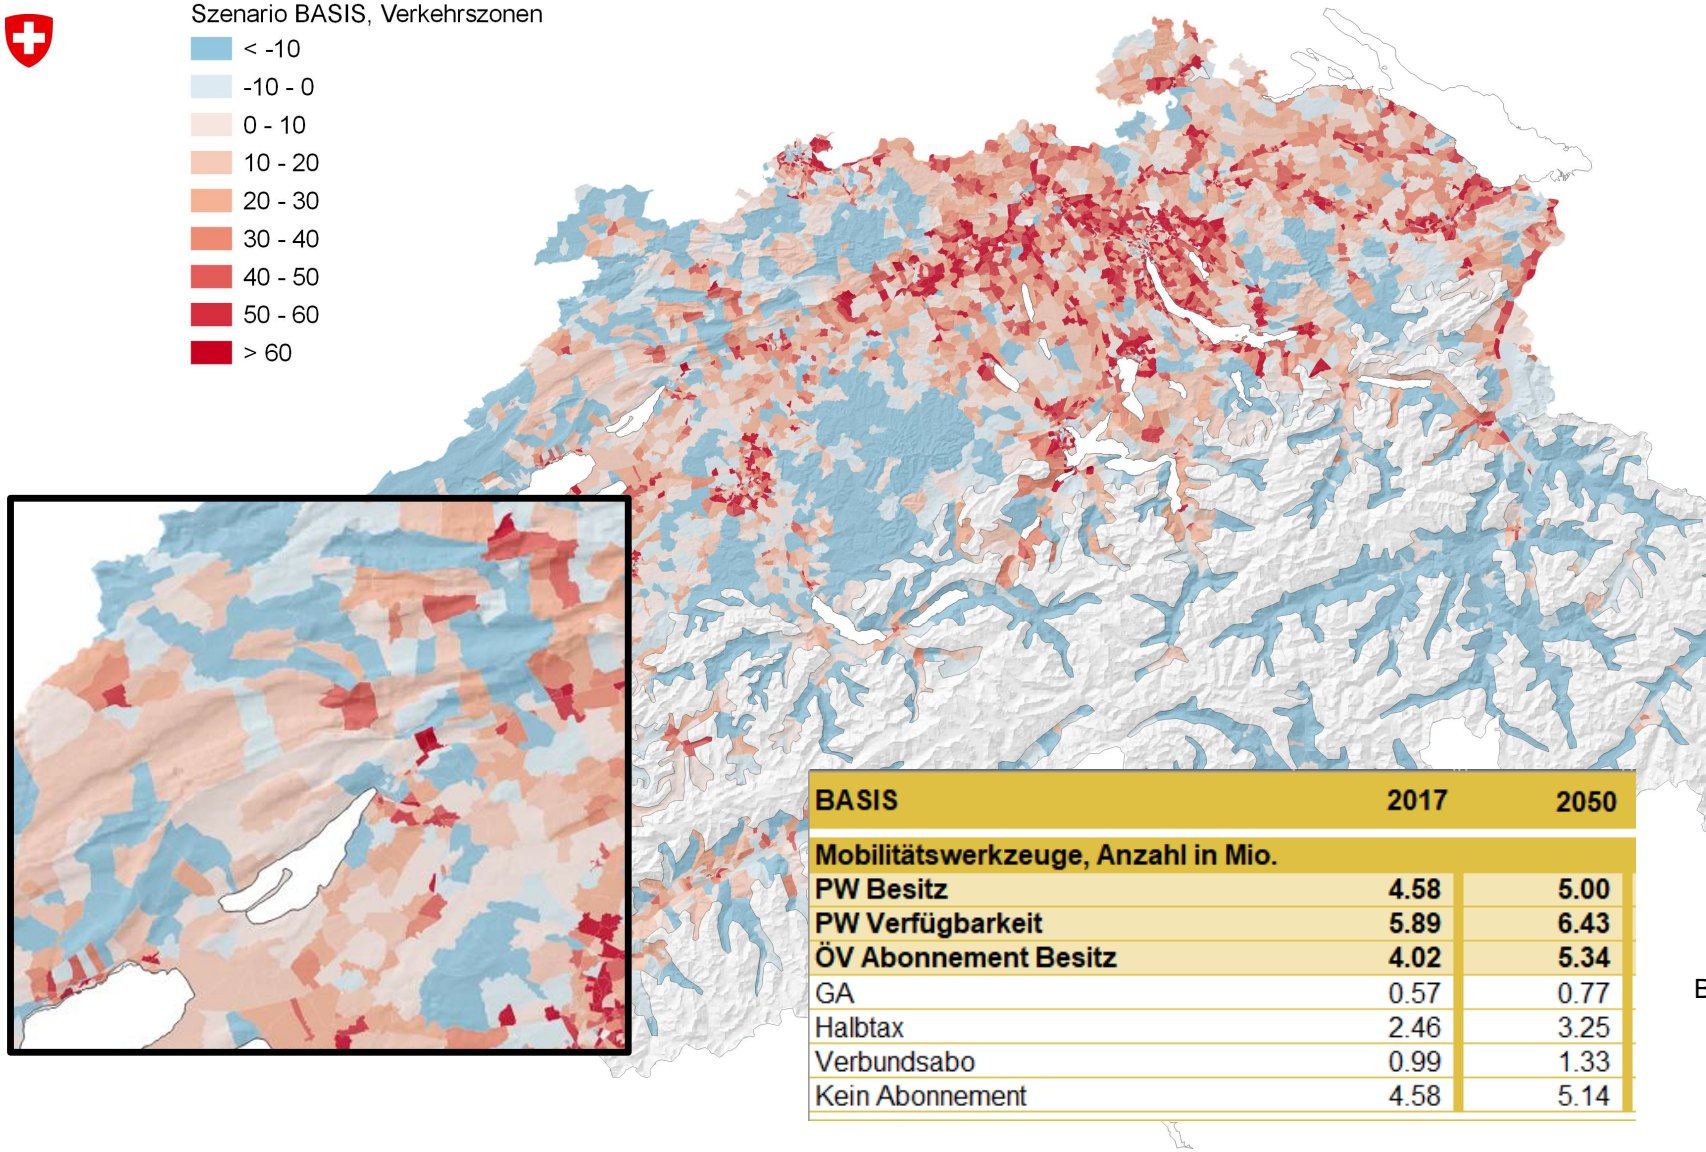 Szenario BASIS, Verkehrszonen
< -10
-10 - 0
0 - 10
10 - 20
20 - 30
30 - 40
40 - 50
50 - 60
> 60
BASIS 2017 2050
Mobilitätswerkzeuge, Anzahl in Mio.
PW Besitz 4.58 5.00
PW Verfügbarkeit 5.89 6.43
ÖV Abonnement Besitz 4.02 5.34
GA 0.57 0.77
Halbtax 2.46 3.25
Verbundsabo 0.99 1.33
Kein Abonnement 4.58 5.14